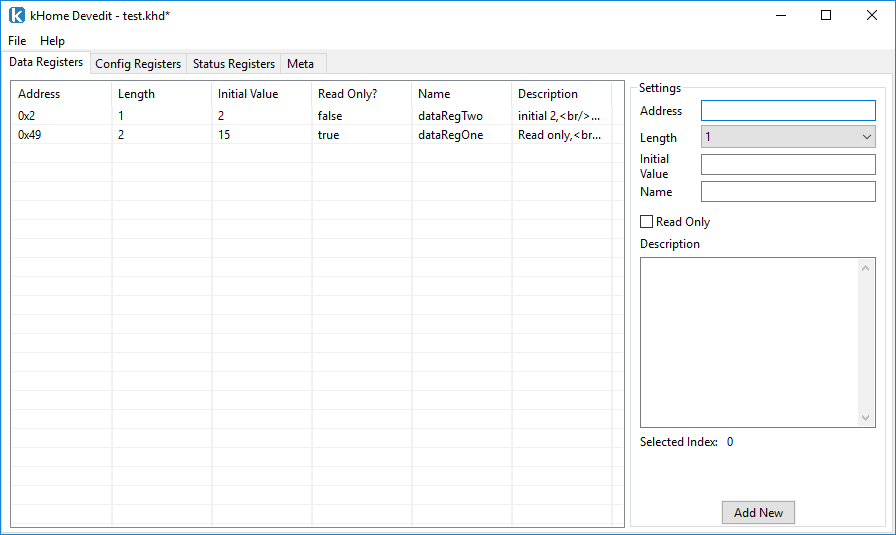 kHome Devedit - test.khd*
File Help
Data Registers Config Registers Status Registers Meta
Address Length Initial Value Read Only? Name Description
0x2 1 2 false dataRegTwo initial 2,<br/>...
0x49 2 15 true dataRegOne Read only,<br...
Settings
Address
Length 1
Initial
Value
Name
Read Only
Description
Selected Index: 0
Add New